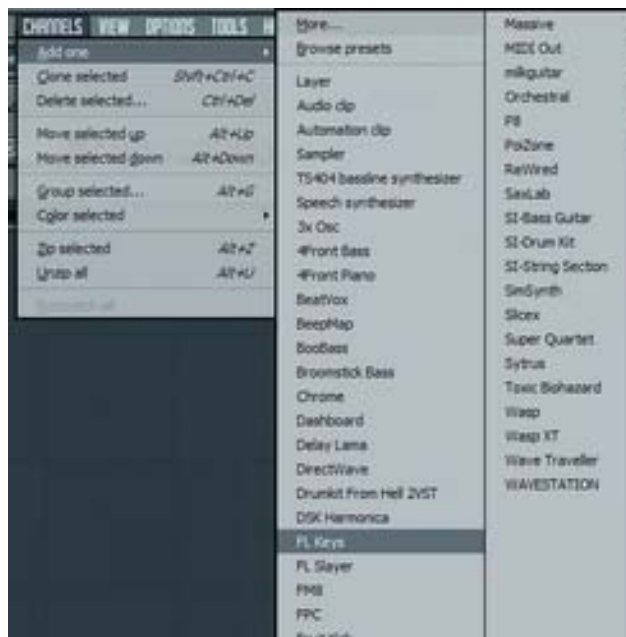 CHANNELS VIEW OPTIONS TOOLS
Add one
Clone selected Shift+Ctrl+C
Delete selected... Ctrl+Del
Move selected up Alt+Up
Move selected down Alt+Down
Group selected... Alt+G
Color selected
Zip selected Alt+Z
Unzip all Alt+U
More...
Browse presets
Layer
Audio clip
Automation clip
Sampler
TS404 bassline synthesizer
Speech synthesizer
3x Osc
4Front Bass
4Front Piano
BeatVox
BeepMap
BooBass
Broomstick Bass
Chrome
Dashboard
Delay Lama
DirectWave
Drumkit From Hell 2VST
DSK Harmonica
FL Keys
FL Slayer
FM8
FPC
Massive
MIDI Out
milkguitar
Orchestral
P8
PoiZone
ReWired
SaxLab
SI-Bass Guitar
SI-Drum Kit
SI-String Section
SimSynth
Slicex
Super Quartet
Sytrus
Toxic Biohazard
Wasp
Wasp XT
Wave Traveller
WAVESTATION